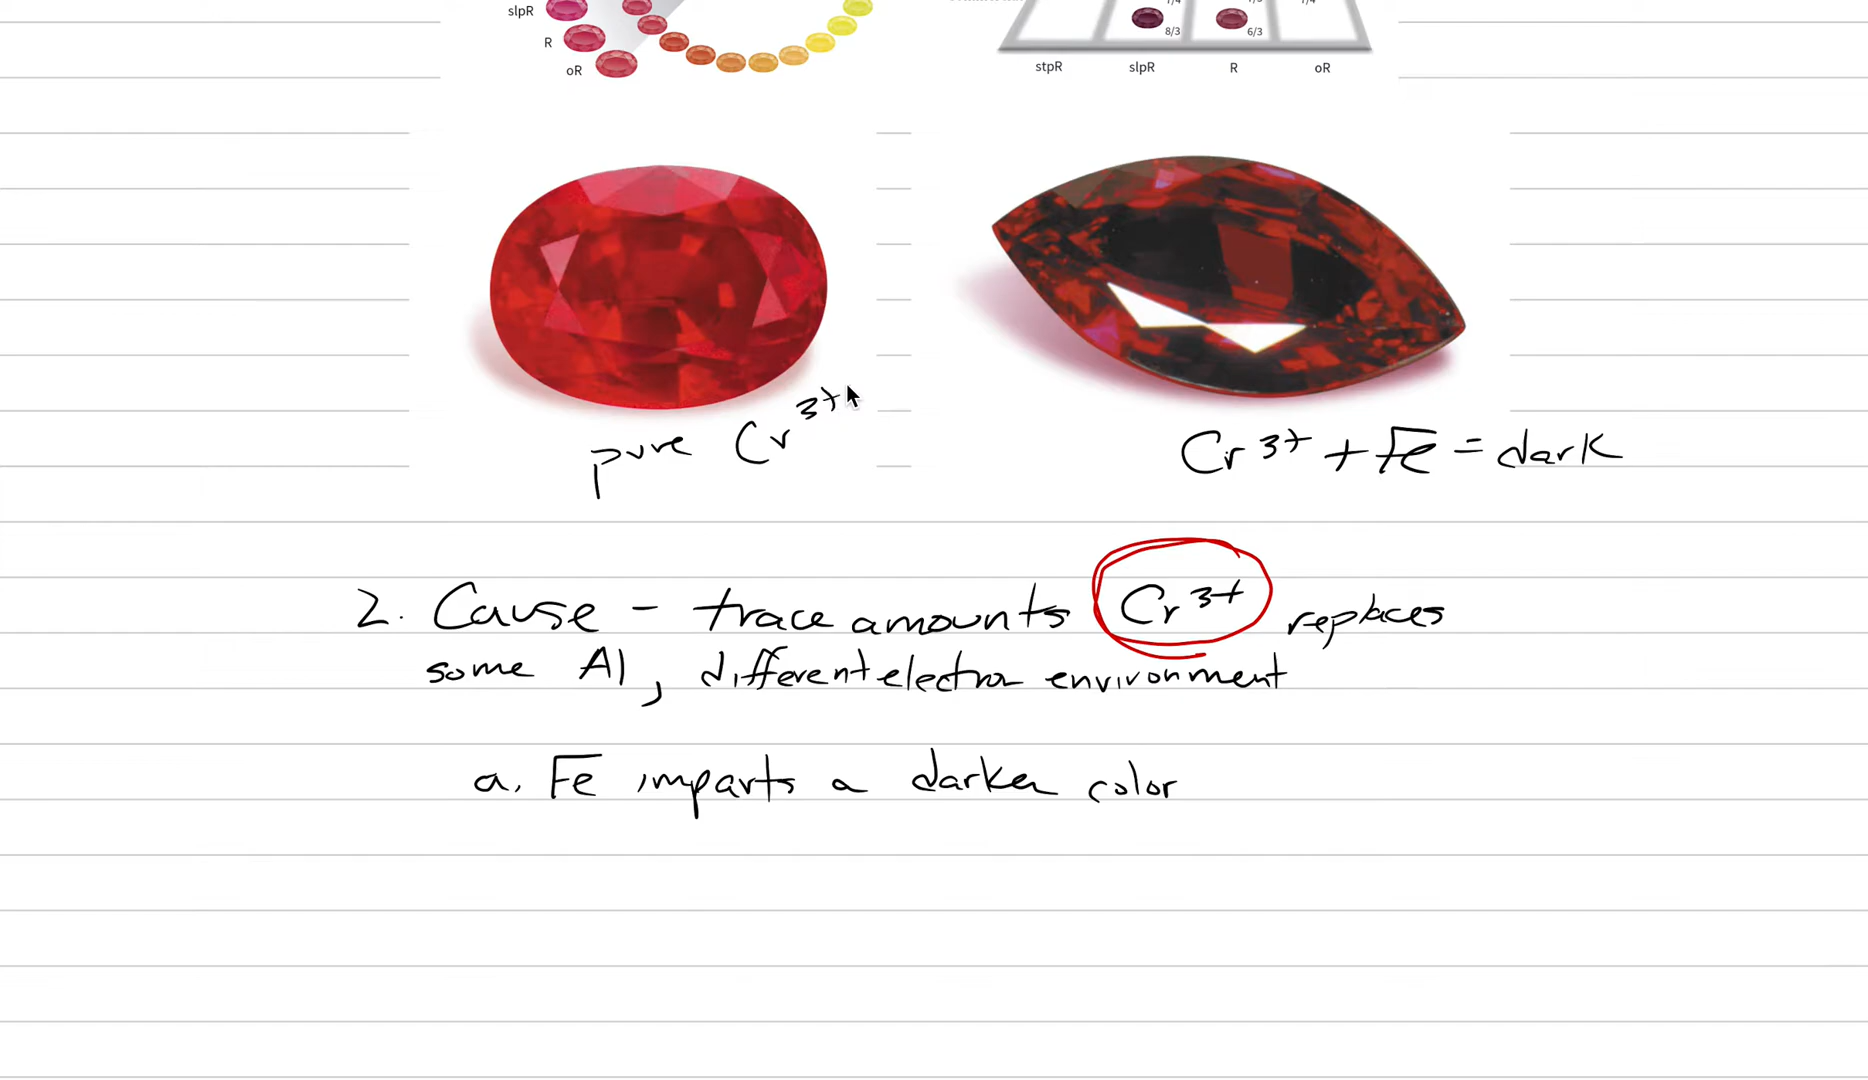 slpR
R
oR
8/3
6/3
stpR slpR R oR
pure Cr³⁺
Cr³⁺ + Fe = dark
2. Cause – trace amounts Cr³⁺ replaces
some Al, different electron environment
a. Fe imparts a darker color